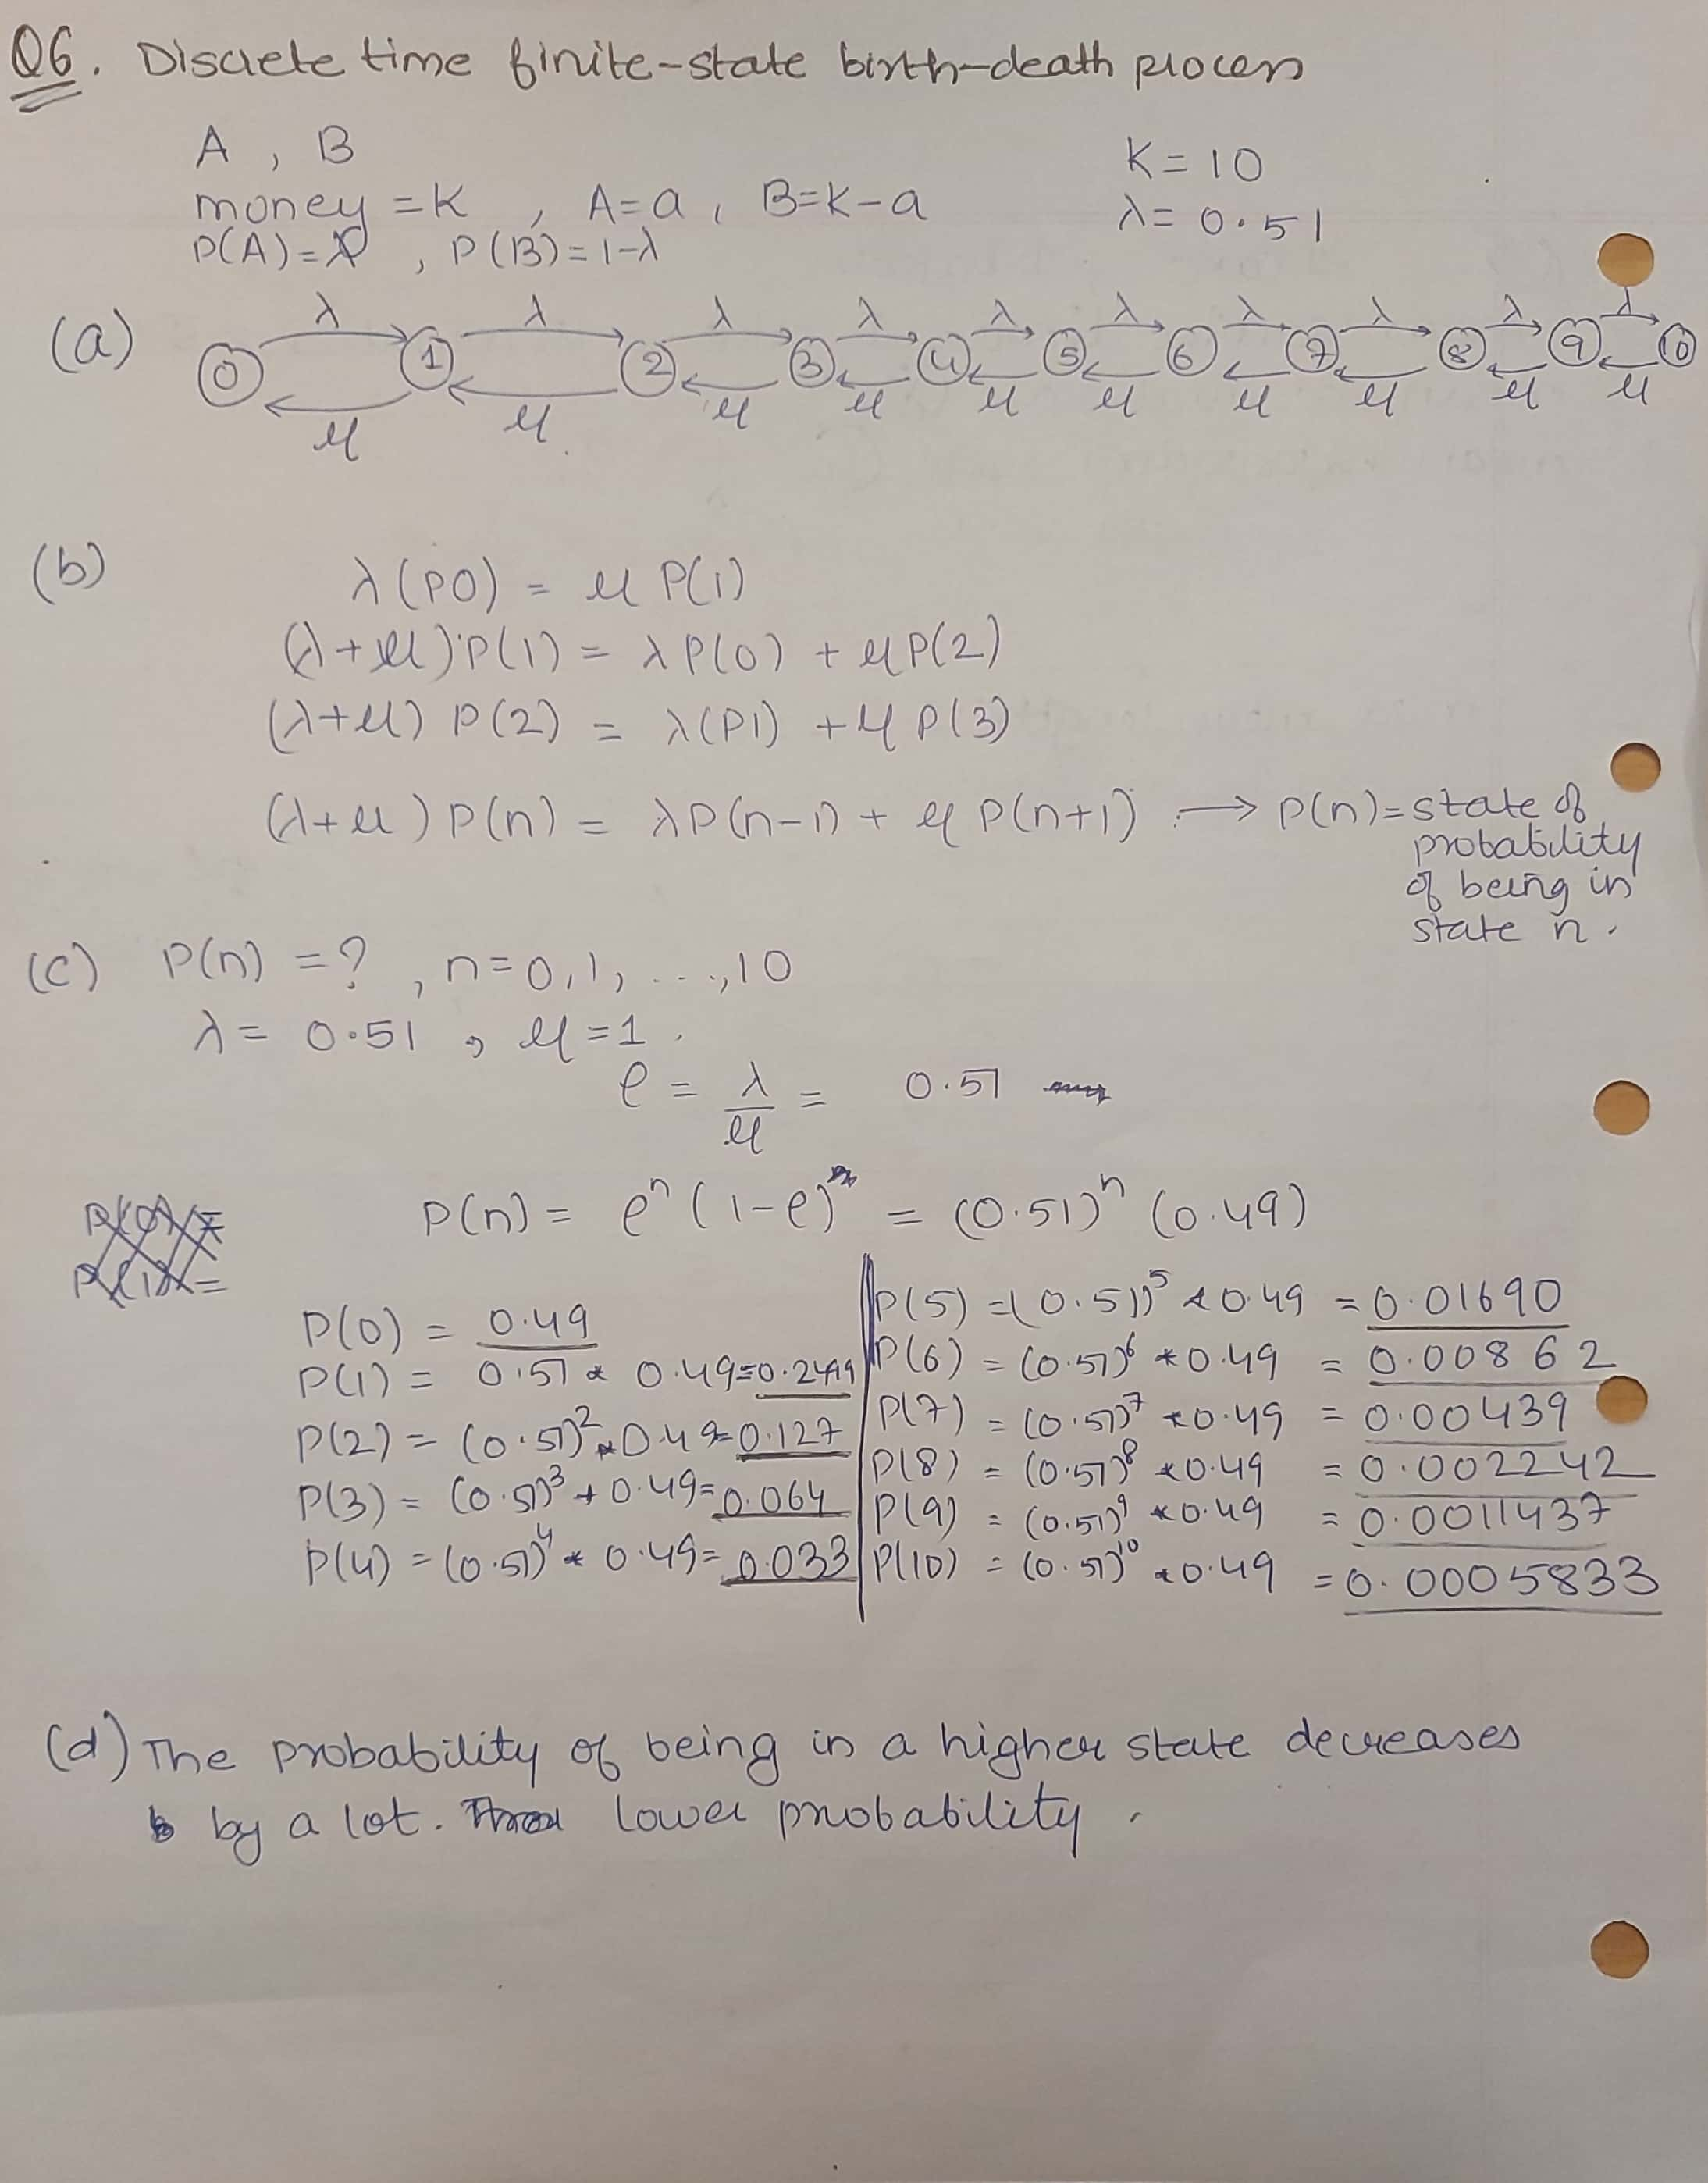 Q6. Discrete time finite-state birth-death process
A , B
K = 10
money = K , A = a , B = K-a
λ = 0.51
P(A) = λ , P(B) = 1-λ
(a)
λ λ λ λ λ λ λ λ λ λ
0 1 2 3 4 5 6 7 8 9 10
μ μ μ μ μ μ μ μ μ μ
(b) λ(P0) = μ P(1)
(λ+μ) P(1) = λ P(0) + μ P(2)
(λ+μ) P(2) = λ(P1) + μ P(3)
(λ+μ) P(n) = λP(n-1) + μ P(n+1) → P(n) = state of
probability
of being in
state n.
(c) P(n) = ? , n = 0, 1, ..., 10
λ = 0.51 , μ = 1.
ρ = λ/μ = 0.51
P(n) = ρⁿ (1-ρ) = (0.51)ⁿ (0.49)
P(0) =
P(1) =
P(0) = 0.49
P(1) = 0.51 * 0.49 = 0.2499
P(2) = (0.51)² * 0.49 = 0.127
P(3) = (0.51)³ * 0.49 = 0.064
P(4) = (0.51)⁴ * 0.49 = 0.033
P(5) = (0.51)⁵ * 0.49 = 0.01690
P(6) = (0.51)⁶ * 0.49 = 0.00862
P(7) = (0.51)⁷ * 0.49 = 0.00439
P(8) = (0.51)⁸ * 0.49 = 0.002242
P(9) = (0.51)⁹ * 0.49 = 0.0011437
P(10) = (0.51)¹⁰ * 0.49 = 0.0005833
(d) The probability of being in a higher state decreases
by a lot. lower probability.